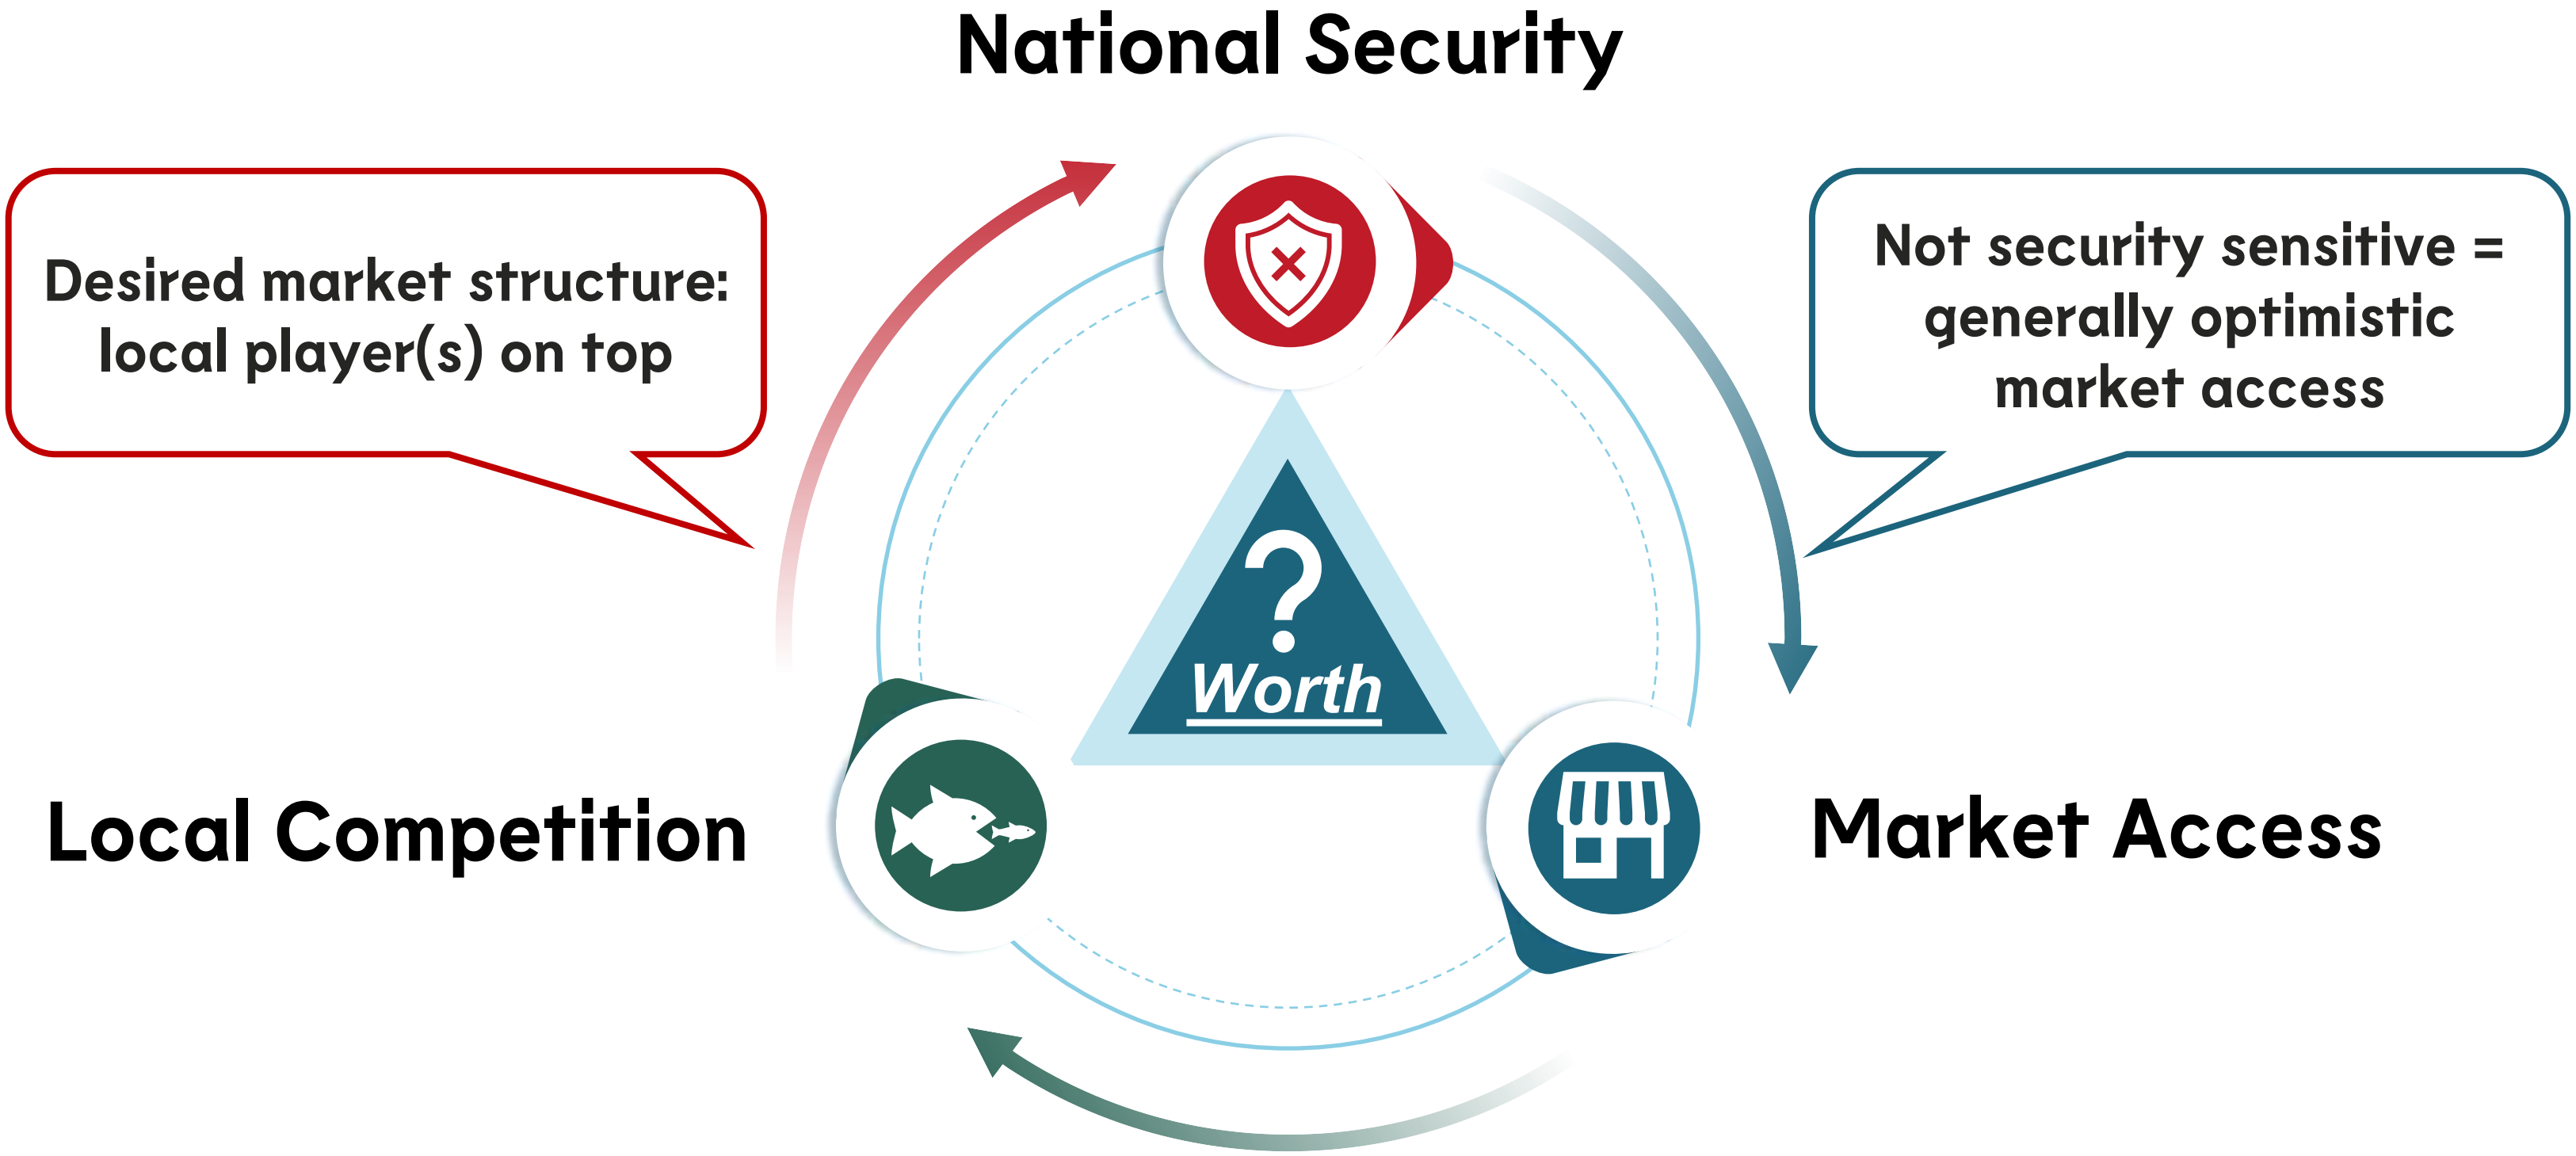 National Security
Desired market structure:
local player(s) on top
Not security sensitive =
generally optimistic
market access
?
Worth
Local Competition
Market Access